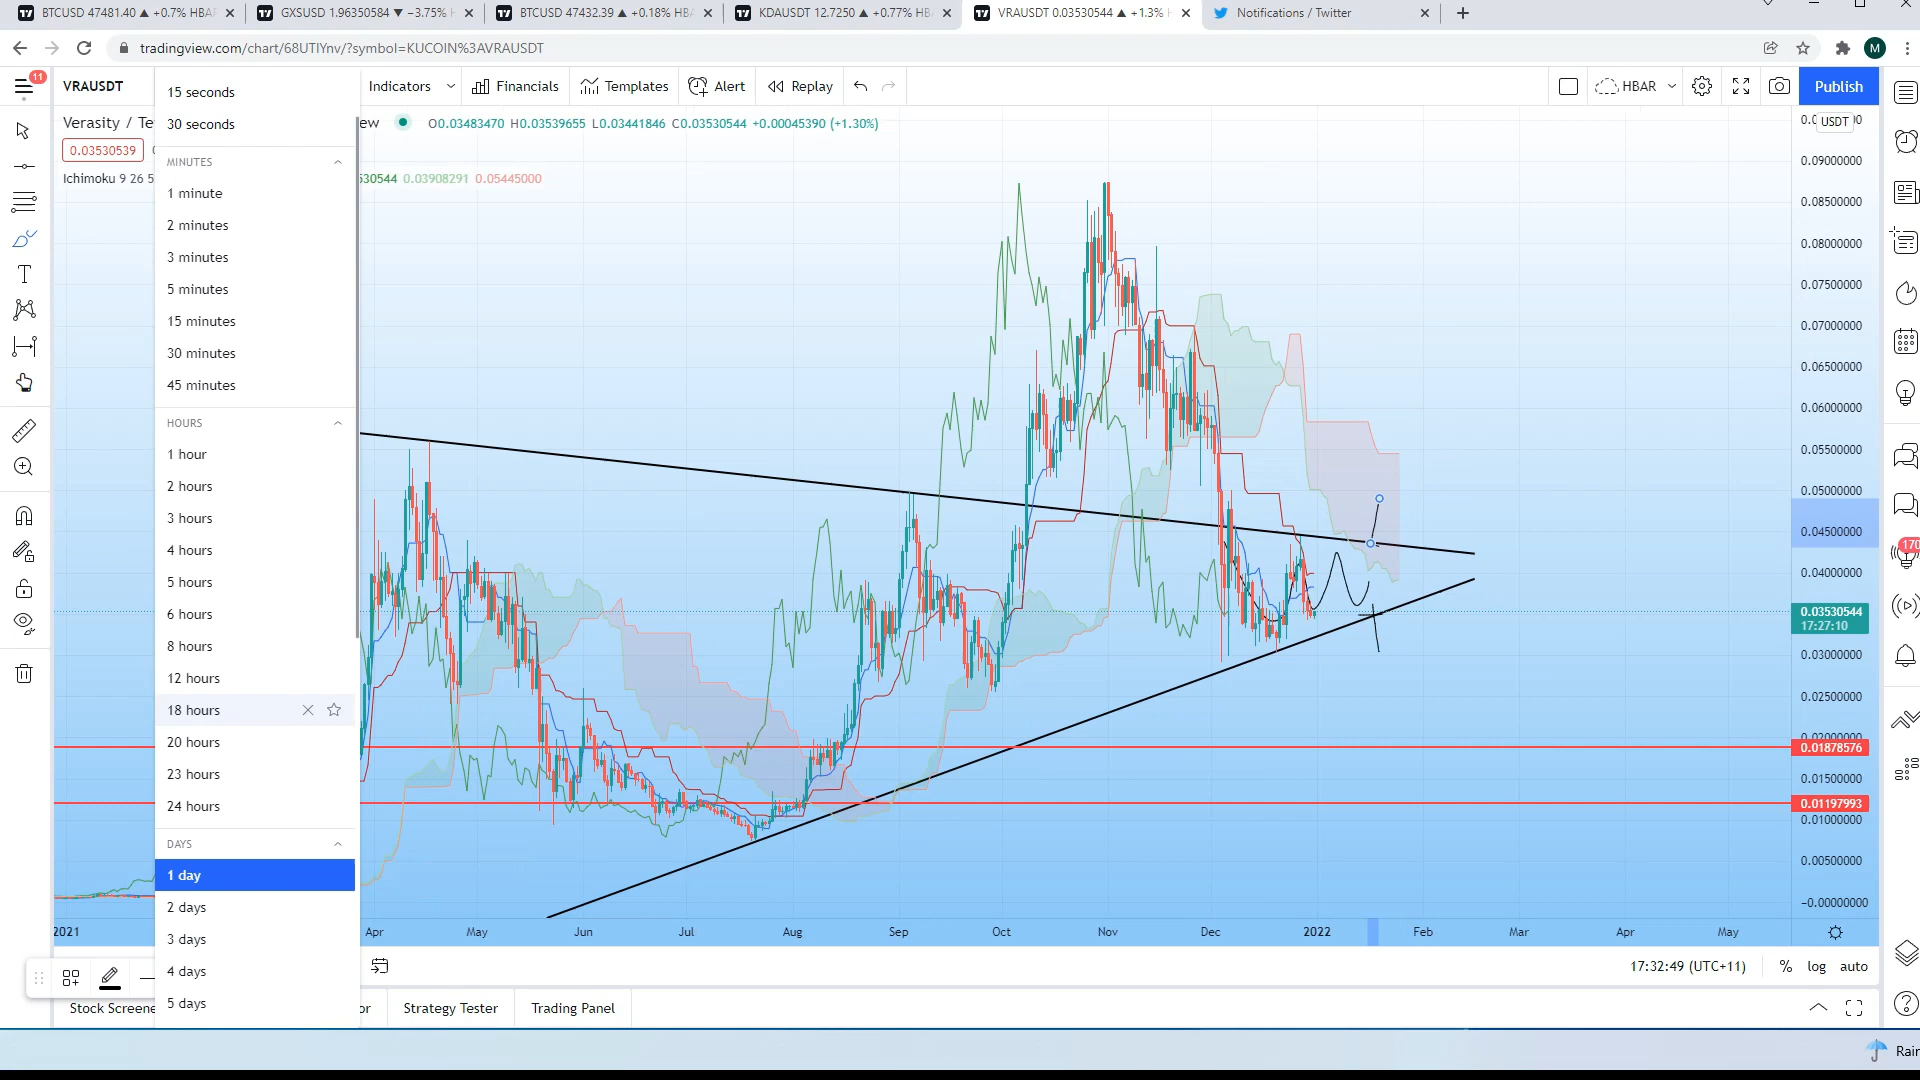 BTCUSD 47481.40 ▲ +0.7% HBAR
GXSUSD 1.96350584 ▼ −3.75% H
BTCUSD 47432.39 ▲ +0.18% HBA
KDAUSDT 12.7250 ▲ +0.77% HB
VRAUSDT 0.03530544 ▲ +1.3% H
Notifications / Twitter
tradingview.com/chart/68UTIYnv/?symbol=KUCOIN%3AVRAUSDT
M
11
VRAUSDT
Indicators
Financials
Templates
Alert
Replay
HBAR
Publish
Verasity / Te
ew
O0.03483470 H0.03539655 L0.03441846 C0.03530544 +0.00045390 (+1.30%)
USDT
0.03530539
Ichimoku 9 26 5
530544 0.03908291 0.05445000
15 seconds
30 seconds
MINUTES
1 minute
2 minutes
3 minutes
5 minutes
15 minutes
30 minutes
45 minutes
HOURS
1 hour
2 hours
3 hours
4 hours
5 hours
6 hours
8 hours
12 hours
18 hours
20 hours
23 hours
24 hours
DAYS
1 day
2 days
3 days
4 days
5 days
0.09000000
0.08500000
0.08000000
0.07500000
0.07000000
0.06500000
0.06000000
0.05500000
0.05000000
0.04500000
0.04000000
0.03530544
17:27:10
0.03000000
0.02500000
0.02000000
0.01878576
0.01500000
0.01197993
0.01000000
0.00500000
−0.00000000
170
2021
Apr
May
Jun
Jul
Aug
Sep
Oct
Nov
Dec
2022
Feb
Mar
Apr
May
17:32:49 (UTC+11)
%
log
auto
Stock Screene
or
Strategy Tester
Trading Panel
Rair